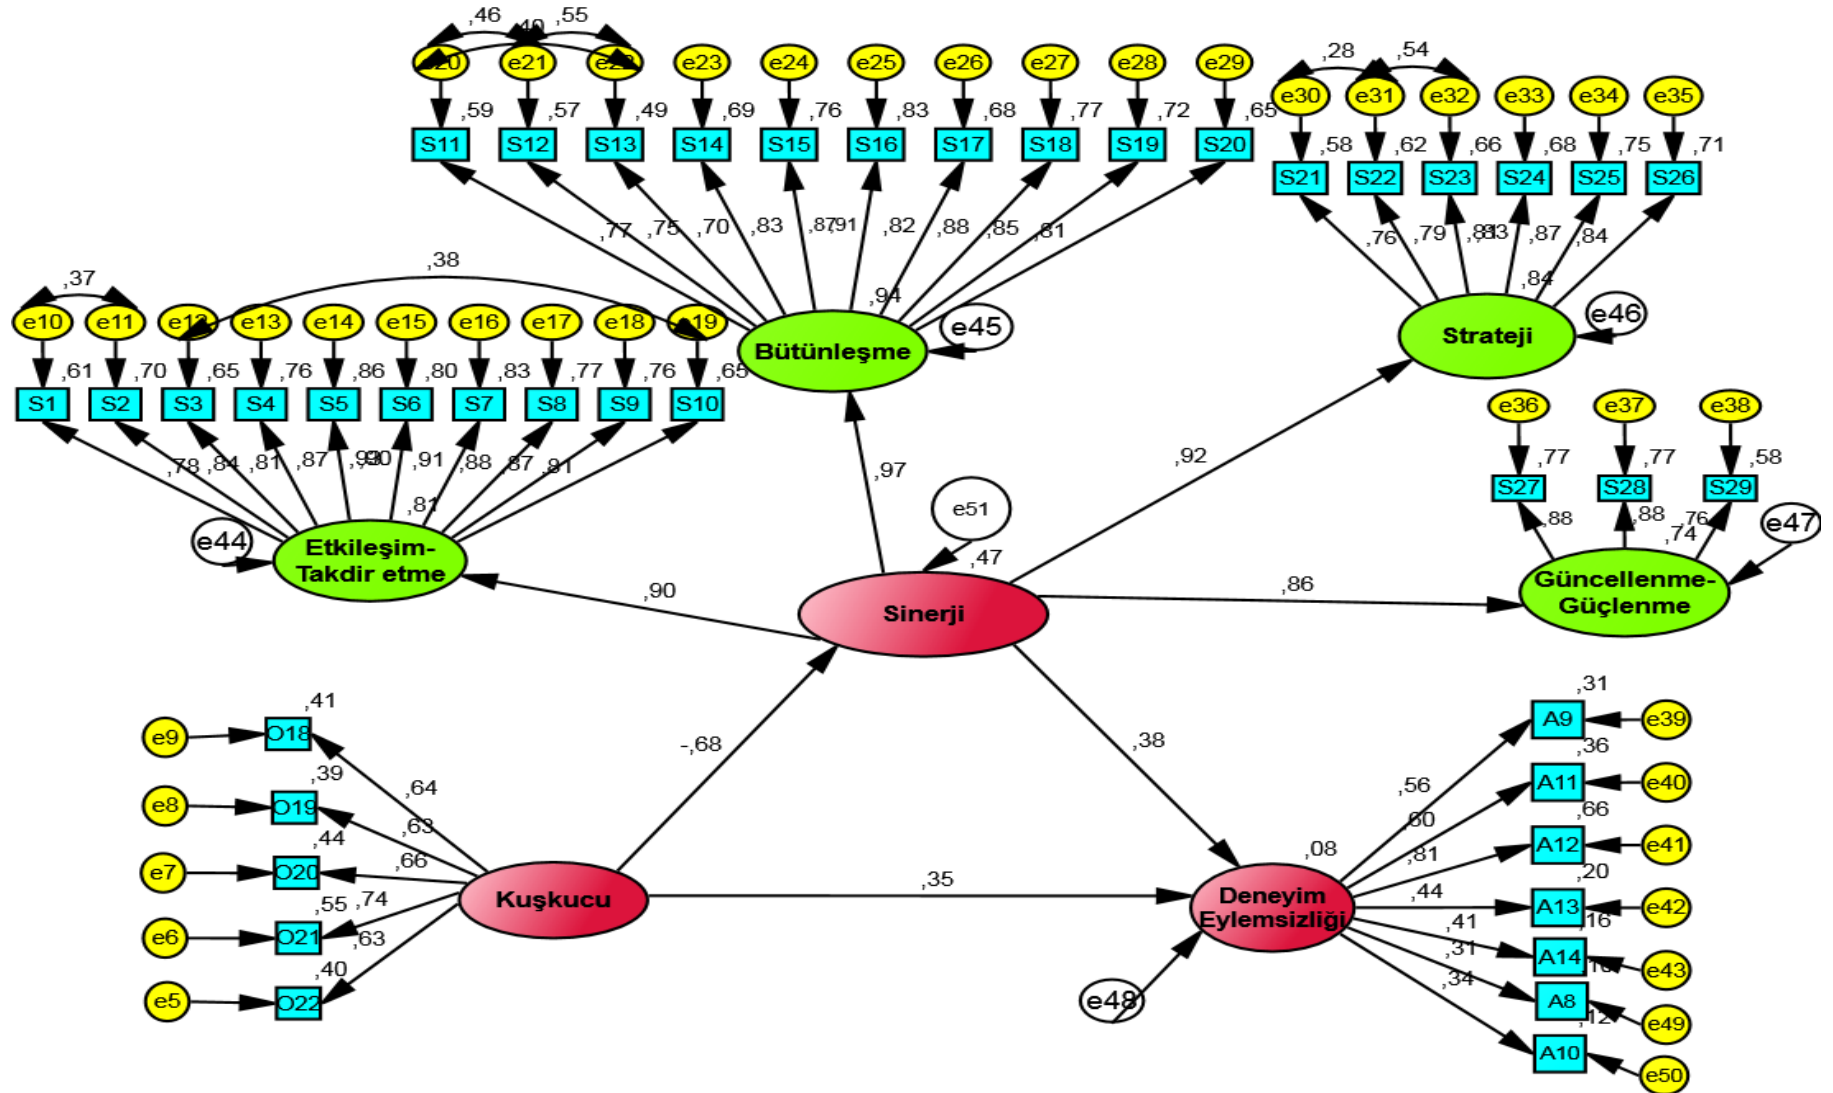 ,46 ,40 ,55
e20 e21 e22 e23 e24 e25 e26 e27 e28 e29
,59 ,57 ,49 ,69 ,76 ,83 ,68 ,77 ,72 ,65
S11 S12 S13 S14 S15 S16 S17 S18 S19 S20
,77 ,75 ,70 ,83 ,87 ,91 ,82 ,88 ,85 ,81
,94
e45
Bütünleşme
,28 ,54
e30 e31 e32 e33 e34 e35
,58 ,62 ,66 ,68 ,75 ,71
S21 S22 S23 S24 S25 S26
,76 ,79 ,81 ,83 ,87 ,84
,84
e46
Strateji
,37 ,38
e10 e11 e12 e13 e14 e15 e16 e17 e18 e19
,61 ,70 ,65 ,76 ,86 ,80 ,83 ,77 ,76 ,65
S1 S2 S3 S4 S5 S6 S7 S8 S9 S10
,78 ,84 ,81 ,87 ,93 ,90 ,91 ,88 ,87 ,81
,81
e44
Etkileşim-
Takdir etme
e36 e37 e38
,77 ,77 ,58
S27 S28 S29
,88 ,88 ,76
,74
e47
Güncellenme-
Güçlenme
,97 ,92
e51
,47
,90 ,86
Sinerji
-,68 ,38
,41
e9 O18
,64
,39
e8 O19
,63
,44
e7 O20
,66
,55 ,74
e6 O21
,63
,40
e5 O22
Kuşkucu
,35
,08
Deneyim
Eylemsizliği
e48
,31
,56 A9 e39
,36
,60 A11 e40
,66
,81 A12 e41
,20
,44 A13 e42
,16
,41 A14 e43
,31 A8 e49
,12
,34 A10 e50